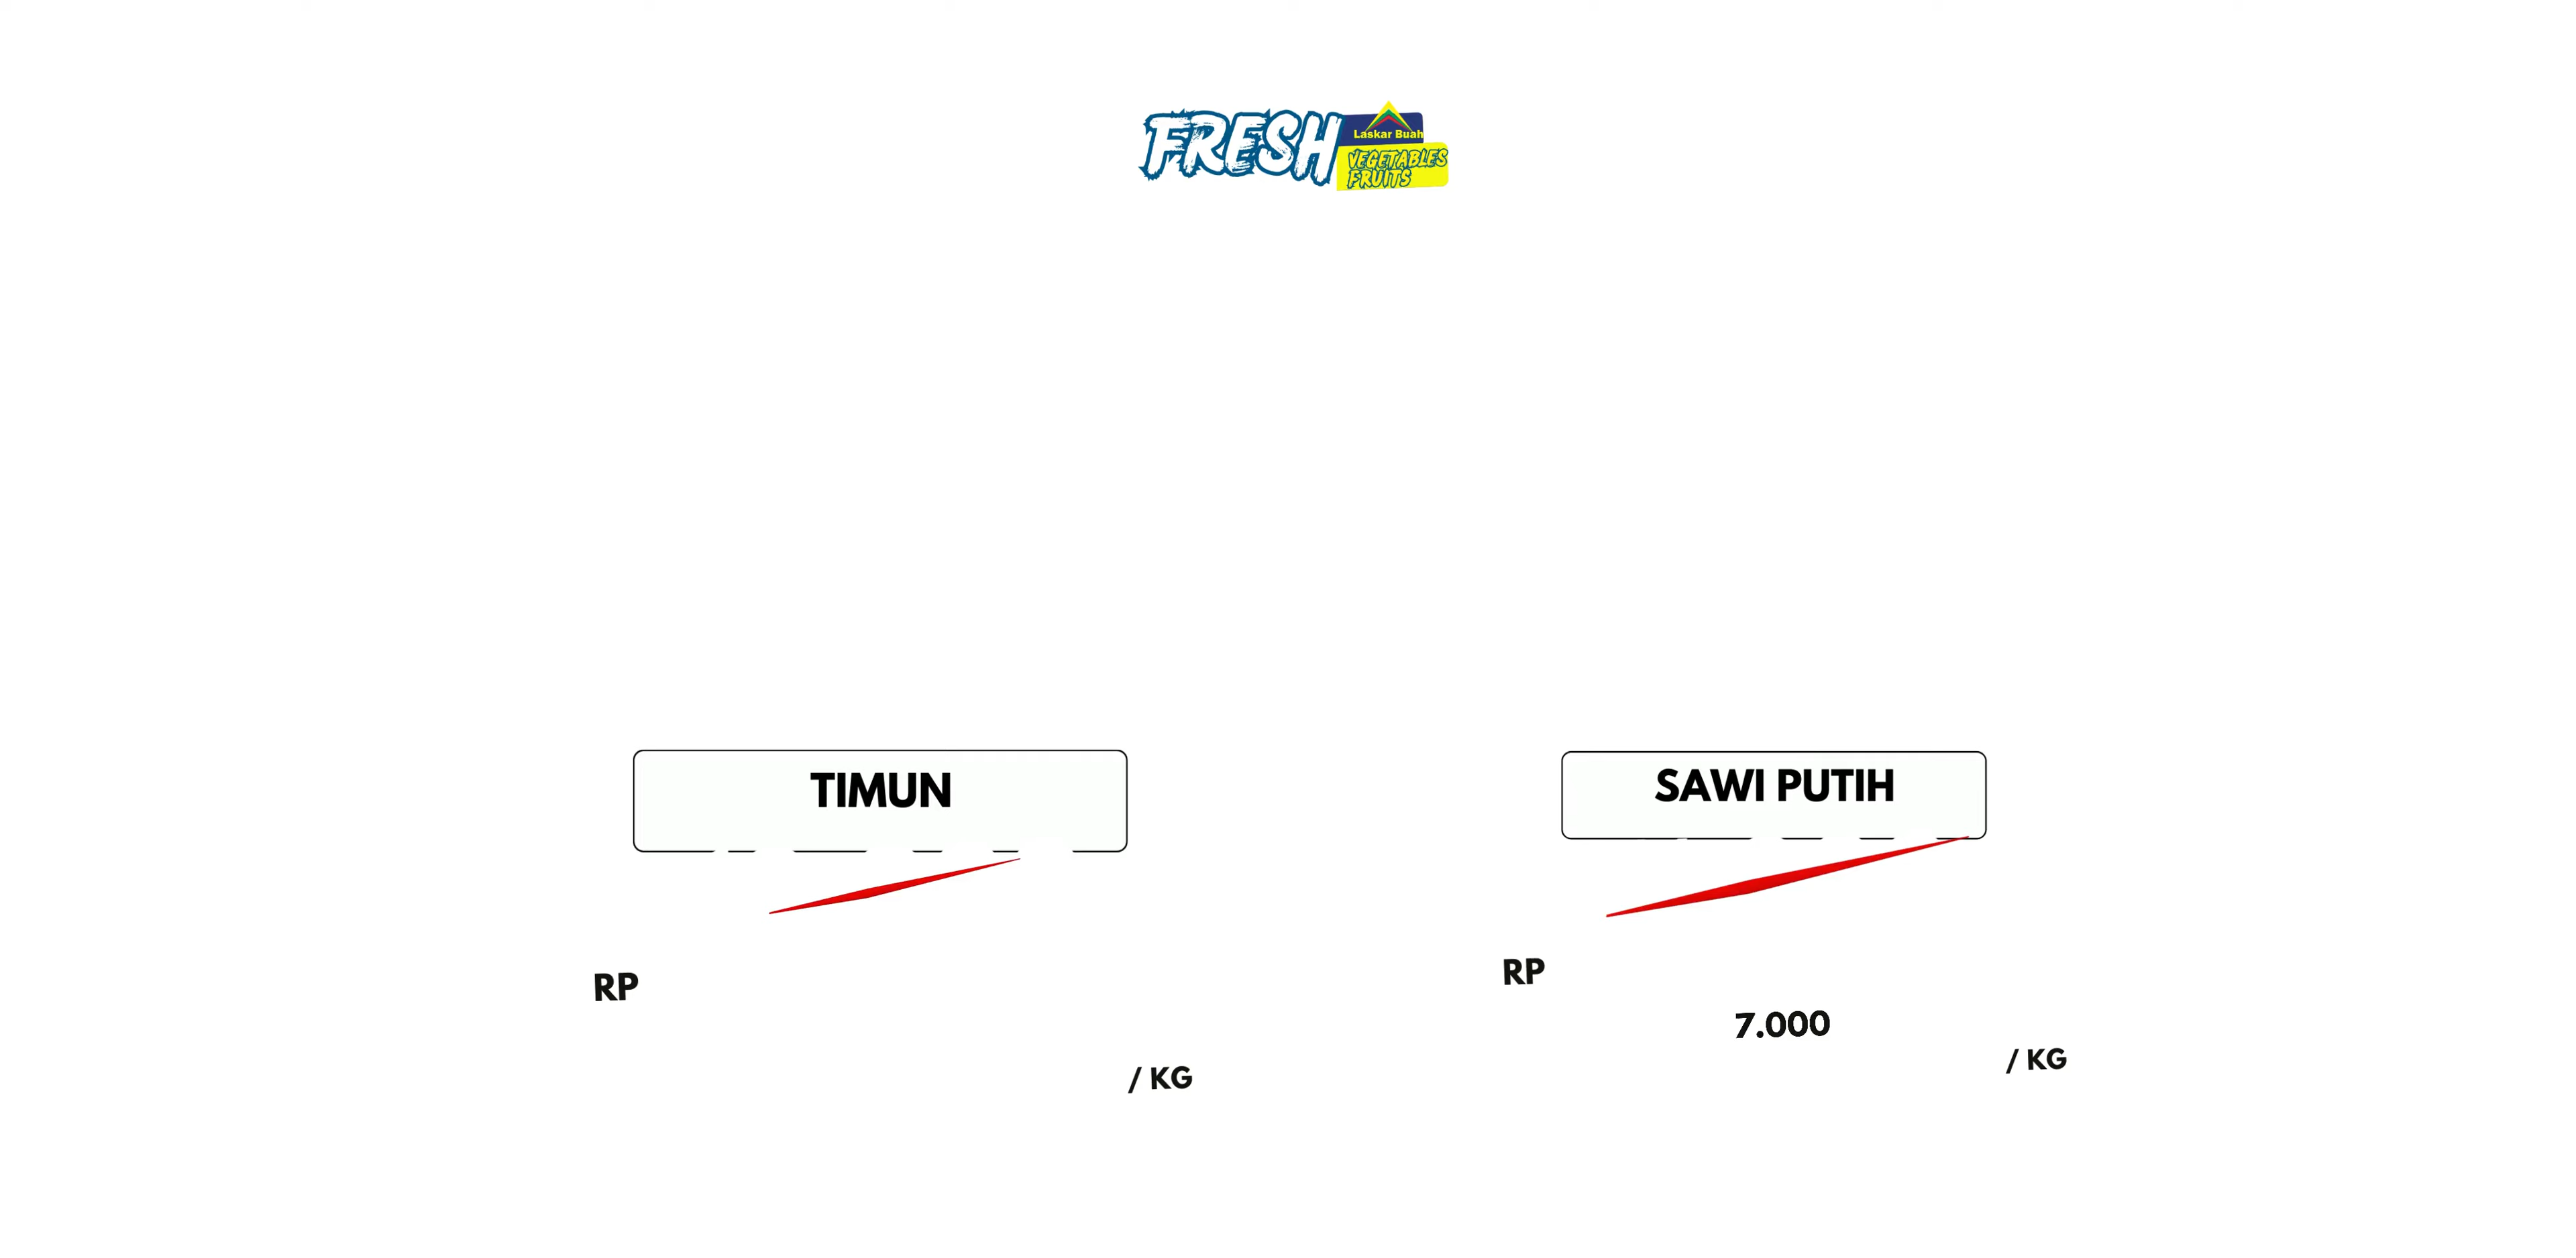 FRESH
Laskar Buah
VEGETABLES
FRUITS
TIMUN
SAWI PUTIH
RP
/ KG
RP
7.000
/ KG